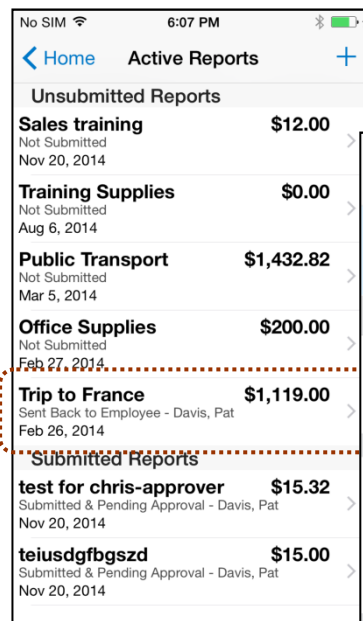 No SIM 6:07 PM
Home Active Reports +
Unsubmitted Reports
Sales training $12.00
Not Submitted
Nov 20, 2014
Training Supplies $0.00
Not Submitted
Aug 6, 2014
Public Transport $1,432.82
Not Submitted
Mar 5, 2014
Office Supplies $200.00
Not Submitted
Feb 27, 2014
Trip to France $1,119.00
Sent Back to Employee - Davis, Pat
Feb 26, 2014
Submitted Reports
test for chris-approver $15.32
Submitted & Pending Approval - Davis, Pat
Nov 20, 2014
teiusdgfbgszd $15.00
Submitted & Pending Approval - Davis, Pat
Nov 20, 2014